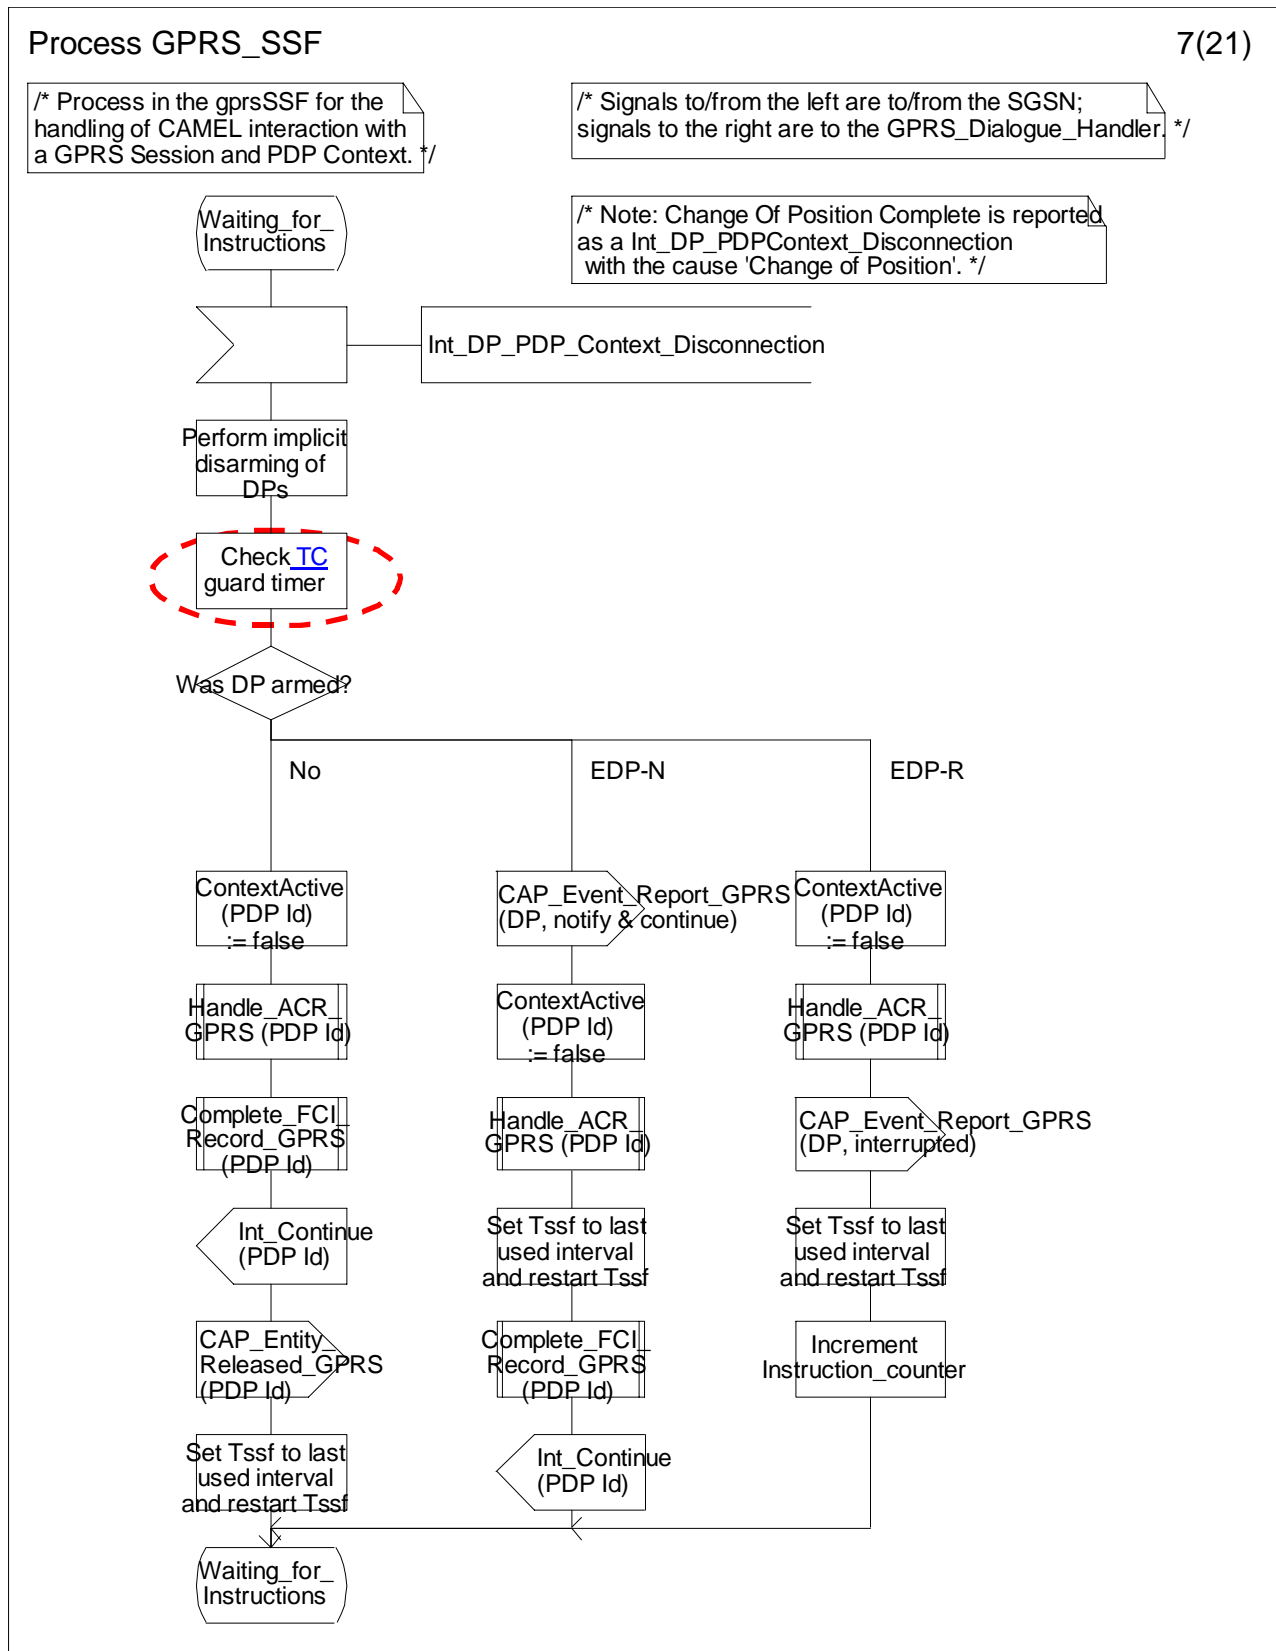 Process GPRS_SSF
7(21)
/* Process in the gprsSSF for the
handling of CAMEL interaction with
a GPRS Session and PDP Context. */
/* Signals to/from the left are to/from the SGSN;
signals to the right are to the GPRS_Dialogue_Handler. */
/* Note: Change Of Position Complete is reported
as a Int_DP_PDPContext_Disconnection
with the cause 'Change of Position'. */
Waiting_for_
Instructions
Int_DP_PDP_Context_Disconnection
Perform implicit
disarming of
DPs
Check TC
guard timer
Was DP armed?
No
EDP-N
EDP-R
ContextActive
(PDP Id)
:= false
Handle_ACR_
GPRS (PDP Id)
Complete_FCI_
Record_GPRS
(PDP Id)
Int_Continue
(PDP Id)
CAP_Entity_
Released_GPRS
(PDP Id)
Set Tssf to last
used interval
and restart Tssf
CAP_Event_Report_GPRS
(DP, notify & continue)
ContextActive
(PDP Id)
:= false
Handle_ACR_
GPRS (PDP Id)
Set Tssf to last
used interval
and restart Tssf
Complete_FCI_
Record_GPRS
(PDP Id)
Int_Continue
(PDP Id)
ContextActive
(PDP Id)
:= false
Handle_ACR_
GPRS (PDP Id)
CAP_Event_Report_GPRS
(DP, interrupted)
Set Tssf to last
used interval
and restart Tssf
Increment
Instruction_counter
Waiting_for_
Instructions